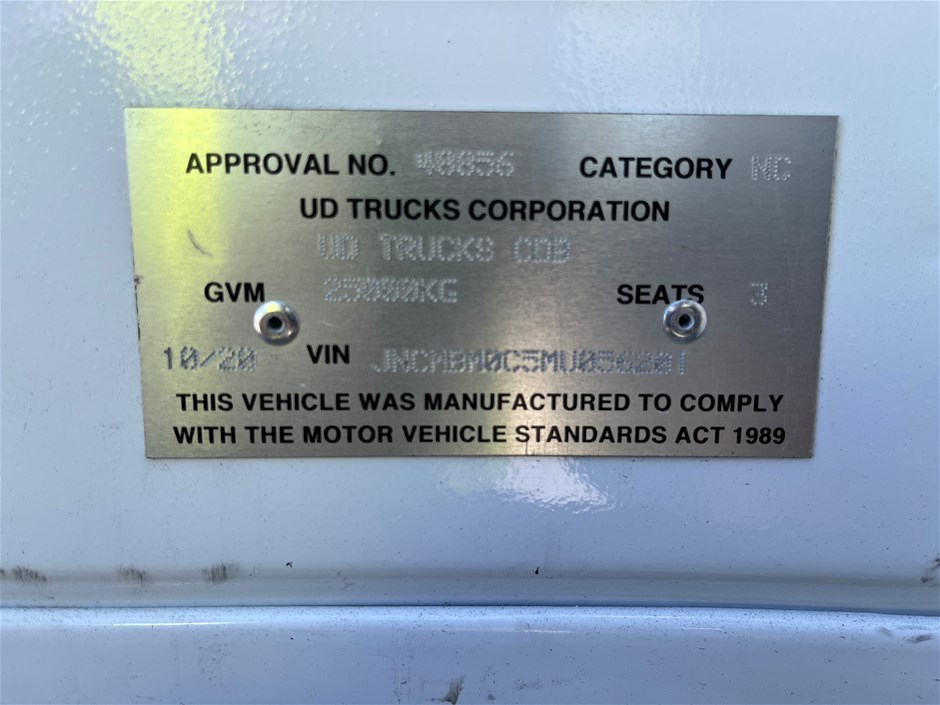 APPROVAL NO. 48856 CATEGORY NC
UD TRUCKS CORPORATION
UD TRUCKS CDB
GVM 25000KG SEATS 3
10/20 VIN JNCMBM0C5MU056201
THIS VEHICLE WAS MANUFACTURED TO COMPLY
WITH THE MOTOR VEHICLE STANDARDS ACT 1989